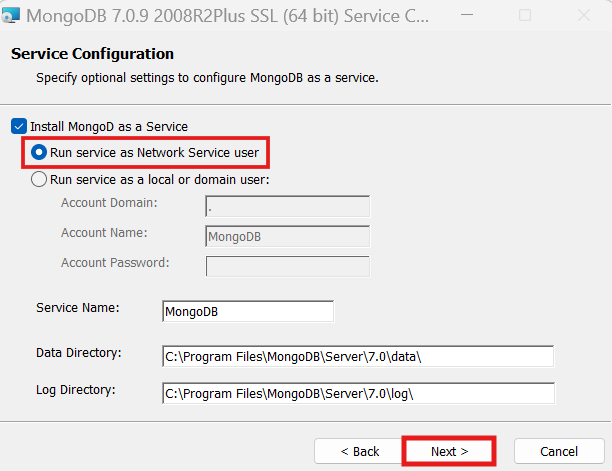 MongoDB 7.0.9 2008R2Plus SSL (64 bit) Service C...
Service Configuration
Specify optional settings to configure MongoDB as a service.
Install MongoD as a Service
Run service as Network Service user
Run service as a local or domain user:
Account Domain:
.
Account Name:
MongoDB
Account Password:
Service Name:
MongoDB
Data Directory:
C:\Program Files\MongoDB\Server\7.0\data\
Log Directory:
C:\Program Files\MongoDB\Server\7.0\log\
< Back
Next >
Cancel